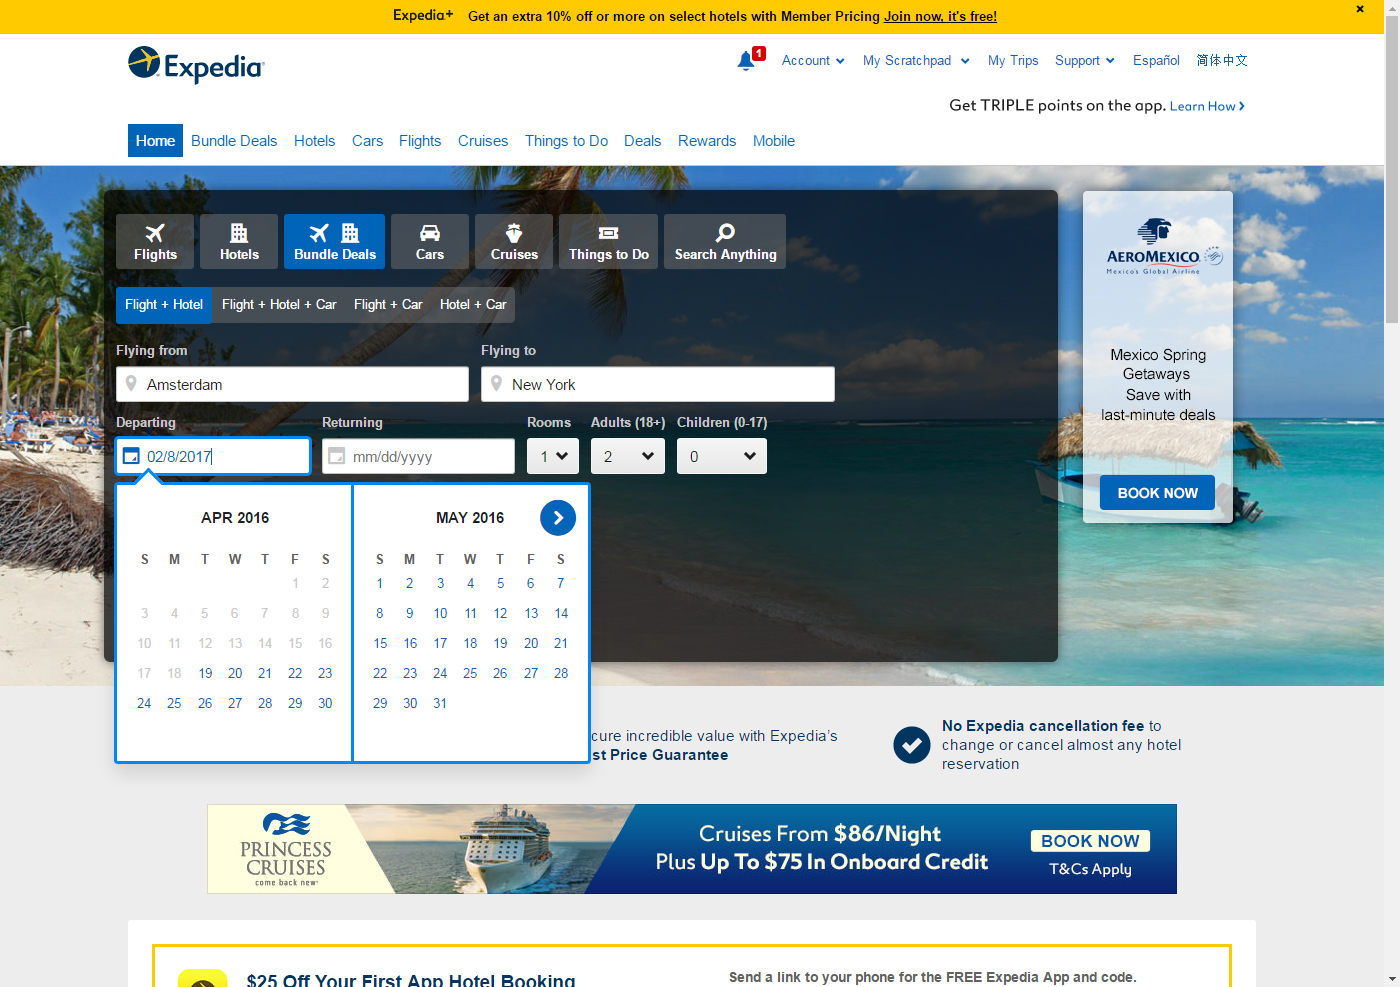 Expedia+ Get an extra 10% off or more on select hotels with Member Pricing Join now, it's free!
Expedia
1
Account My Scratchpad My Trips Support Español 简体中文
Get TRIPLE points on the app. Learn How
Home Bundle Deals Hotels Cars Flights Cruises Things to Do Deals Rewards Mobile
Flights Hotels Bundle Deals Cars Cruises Things to Do Search Anything
Flight + Hotel Flight + Hotel + Car Flight + Car Hotel + Car
Flying from Flying to
Amsterdam New York
Departing Returning Rooms Adults (18+) Children (0-17)
02/8/2017 mm/dd/yyyy 1 2 0
APR 2016
S M T W T F S
1 2
3 4 5 6 7 8 9
10 11 12 13 14 15 16
17 18 19 20 21 22 23
24 25 26 27 28 29 30
MAY 2016
S M T W T F S
1 2 3 4 5 6 7
8 9 10 11 12 13 14
15 16 17 18 19 20 21
22 23 24 25 26 27 28
29 30 31
AEROMEXICO
Mexico's Global Airline
Mexico Spring
Getaways
Save with
last-minute deals
BOOK NOW
cure incredible value with Expedia's
st Price Guarantee
No Expedia cancellation fee to
change or cancel almost any hotel
reservation
PRINCESS
CRUISES
come back new
Cruises From $86/Night
Plus Up To $75 In Onboard Credit
BOOK NOW
T&Cs Apply
$25 Off Your First App Hotel Booking
Send a link to your phone for the FREE Expedia App and code.